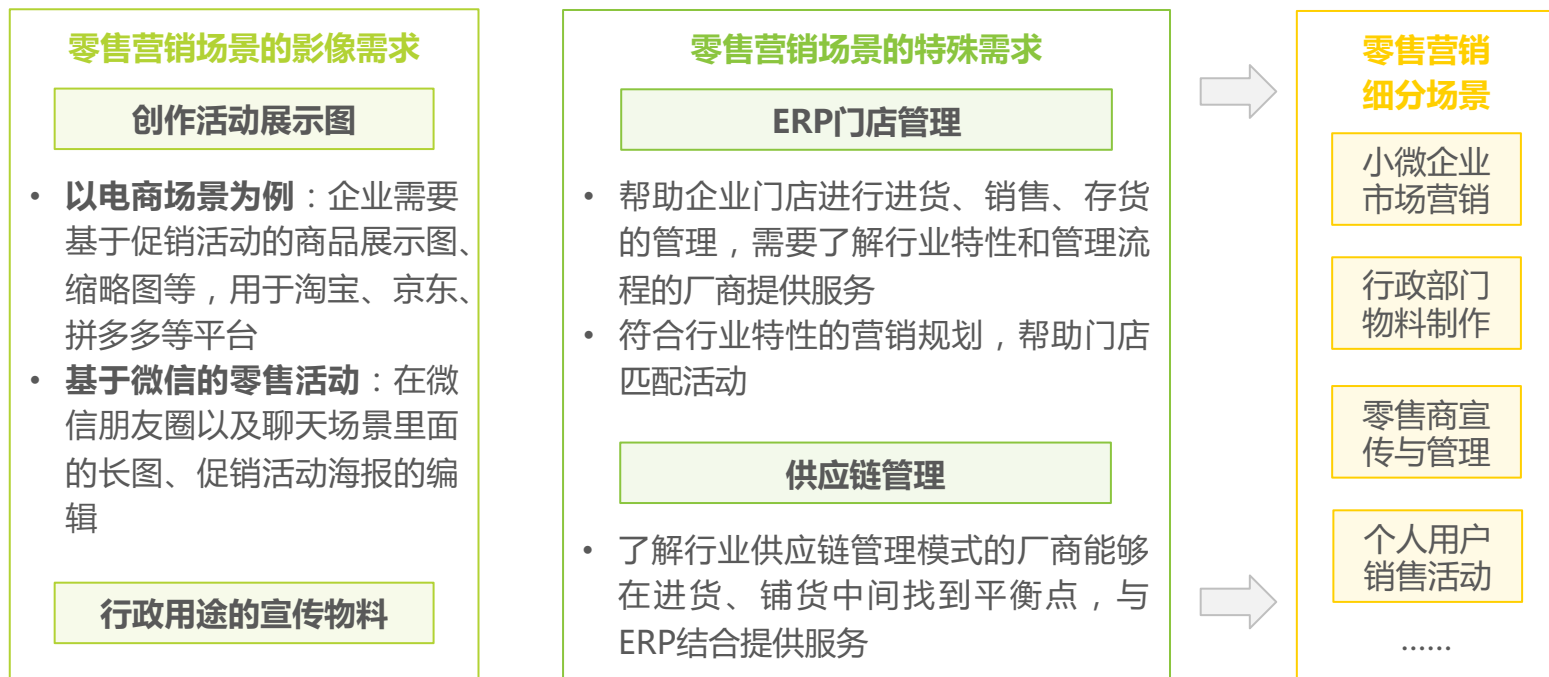 零售营销场景的影像需求
创作活动展示图
• 以电商场景为例：企业需要
基于促销活动的商品展示图、
缩略图等，用于淘宝、京东、
拼多多等平台
• 基于微信的零售活动：在微
信朋友圈以及聊天场景里面
的长图、促销活动海报的编
辑
行政用途的宣传物料
零售营销场景的特殊需求
ERP门店管理
• 帮助企业门店进行进货、销售、存货
的管理，需要了解行业特性和管理流
程的厂商提供服务
• 符合行业特性的营销规划，帮助门店
匹配活动
供应链管理
• 了解行业供应链管理模式的厂商能够
在进货、铺货中间找到平衡点，与
ERP结合提供服务
零售营销
细分场景
小微企业
市场营销
行政部门
物料制作
零售商宣
传与管理
个人用户
销售活动
……